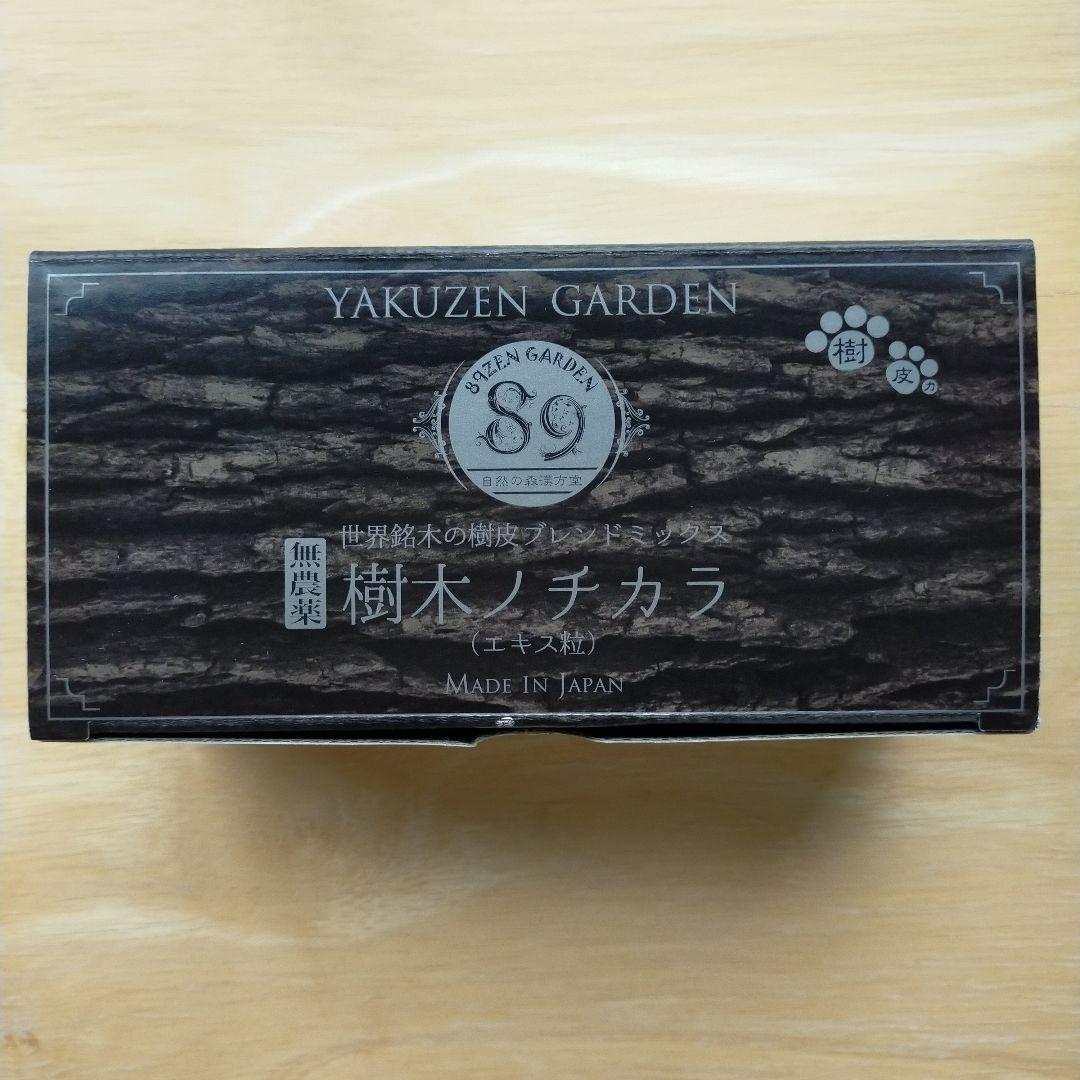 YAKUZEN GARDEN
樹
皮
カ
89ZEN GARDEN
89
自然の森漢方堂
世界銘木の樹皮ブレンドミックス
無農薬
樹木ノチカラ
（エキス粒）
MADE IN JAPAN